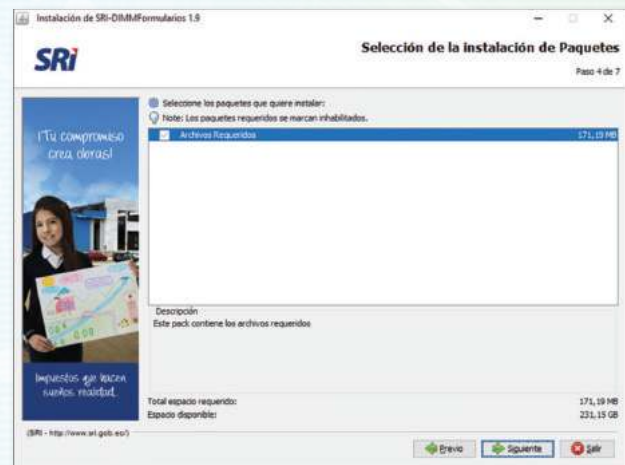 Instalación de SRI-DIMMFormularios 1.9
SRi
Selección de la instalación de Paquetes
Paso 4 de 7
¡Tu compromiso
crea obras!
Impuestos que hacen
sueños realidad.
Seleccione los paquetes que quiere instalar:
Note: Los paquetes requeridos se marcan inhabilitados.
Archivos Requeridos 171,19 MB
Descripción
Este pack contiene los archivos requeridos
Total espacio requerido: 171,19 MB
Espacio disponible: 231,15 GB
(SRI - http://www.sri.gob.ec/)
Previo Siguiente Salir